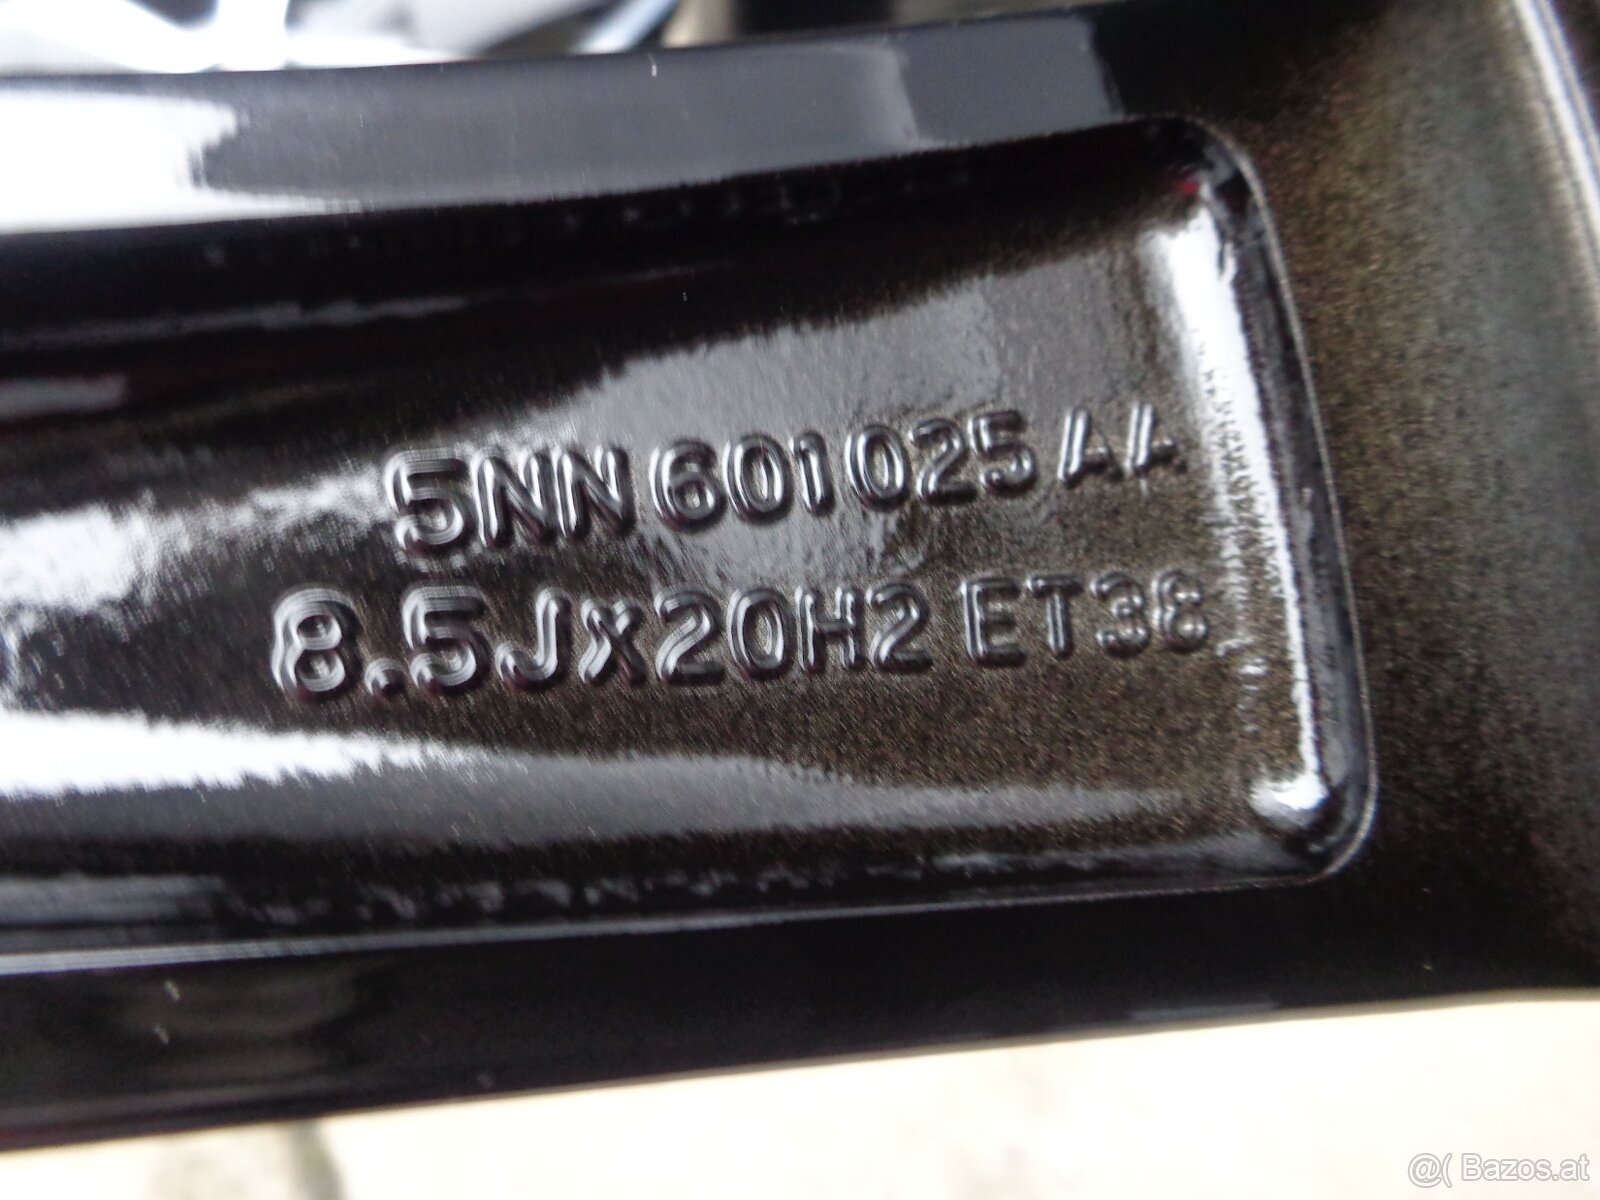 5NN 601 025 AA
8.5Jx20H2 ET38
@( Bazos.at